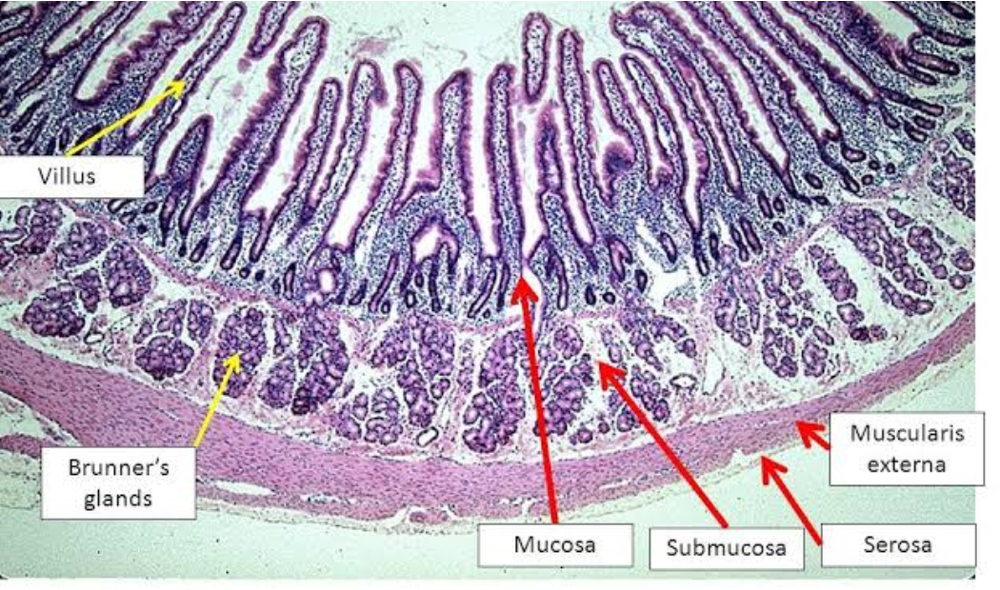 Villus
Brunner's
glands
Mucosa
Submucosa
Muscularis
externa
Serosa